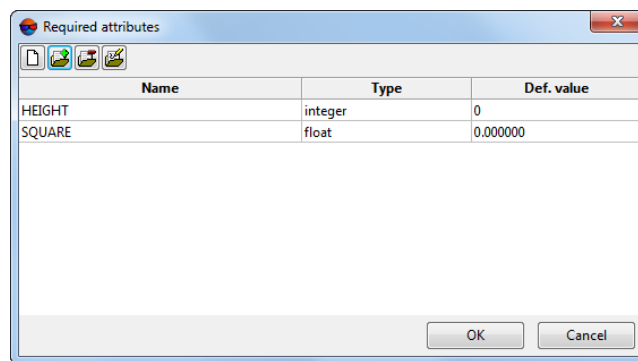 Required attributes
Name Type Def. value
HEIGHT integer 0
SQUARE float 0.000000
OK Cancel